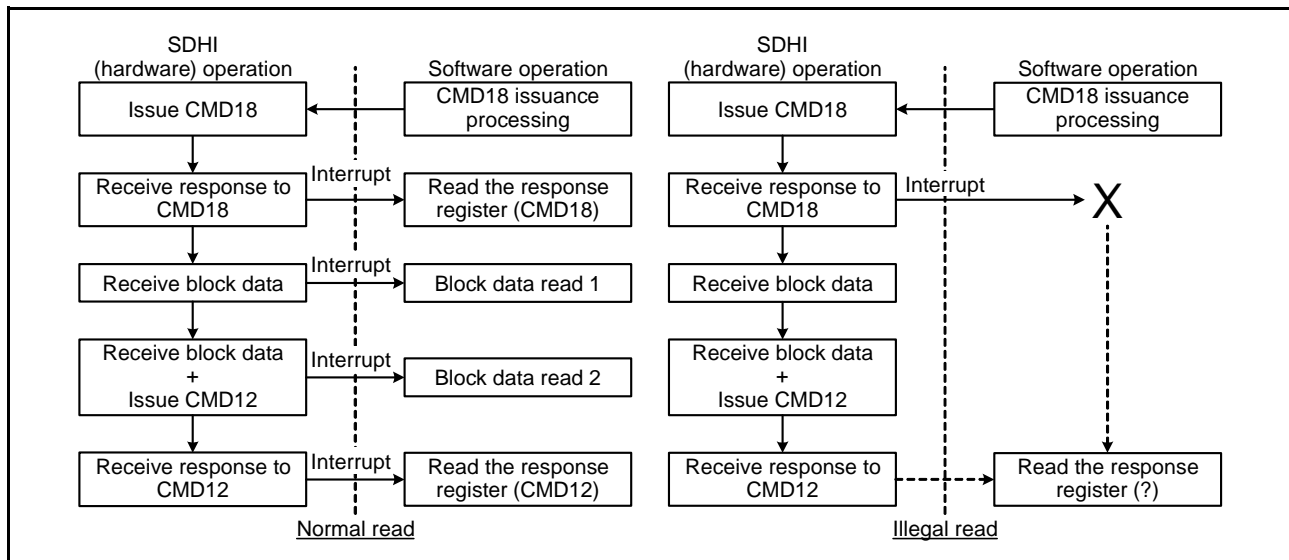 SDHI
(hardware) operation
Software operation
Issue CMD18
CMD18 issuance
processing
Receive response to
CMD18
Interrupt
Read the response
register (CMD18)
Receive block data
Interrupt
Block data read 1
Receive block data
+
Issue CMD12
Interrupt
Block data read 2
Receive response to
CMD12
Interrupt
Read the response
register (CMD12)
Normal read
SDHI
(hardware) operation
Software operation
Issue CMD18
CMD18 issuance
processing
Receive response to
CMD18
Interrupt
X
Receive block data
Receive block data
+
Issue CMD12
Receive response to
CMD12
Read the response
register (?)
Illegal read